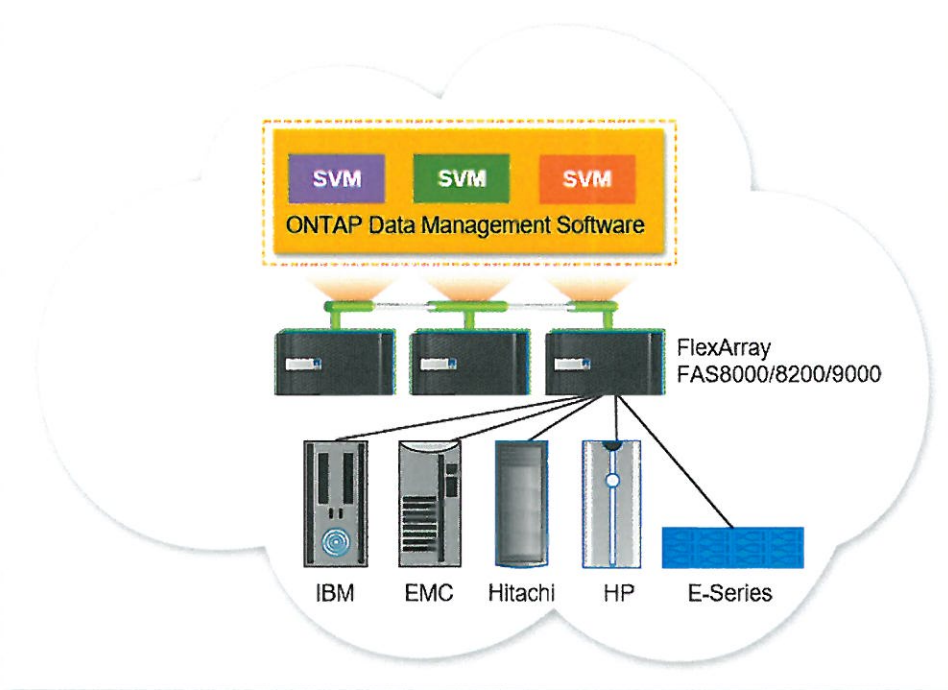 SVM SVM SVM
ONTAP Data Management Software
FlexArray
FAS8000/8200/9000
IBM EMC Hitachi HP E-Series